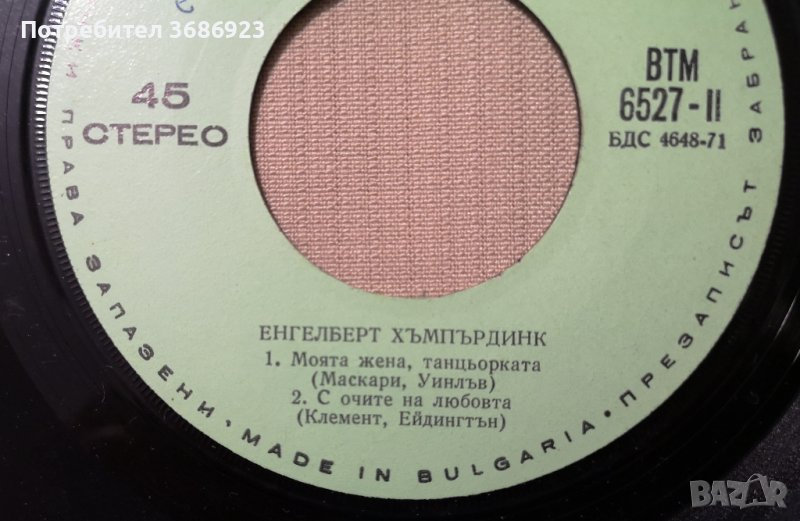 Потребител 3686923
45
СТЕРЕО
ВТМ
6527-II
БДС 4648-71
ЕНГЕЛБЕРТ ХЪМПЪРДИНК
1. Моята жена, танцьорката
(Маскари, Уинлъв)
2. С очите на любовта
(Клемент, Ейдингтън)
ПРАВА ЗАПАЗЕНИ · MADE IN BULGARIA · ПРЕЗАПИСЪТ
BAZAR